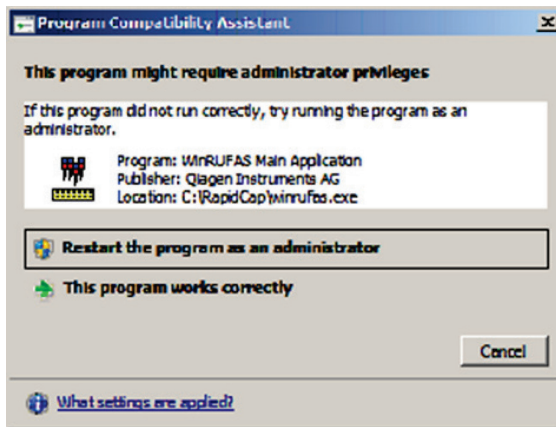 Program Compatibility Assistant
This program might require administrator privileges
If this program did not run correctly, try running the program as an
administrator.
Program: WinRUFAS Main Application
Publisher: Qiagen Instruments AG
Location: C:\RapidCap\winrufas.exe
Restart the program as an administrator
This program works correctly
Cancel
What settings are applied?